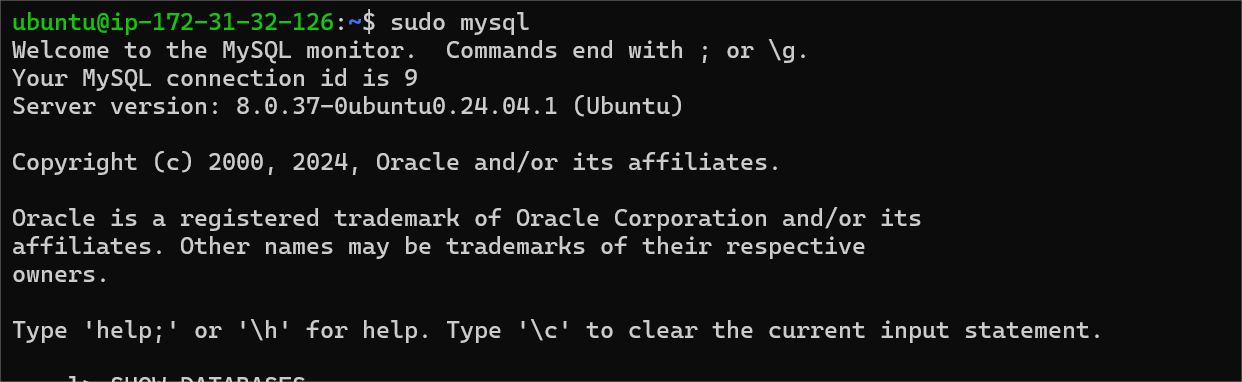 ubuntu@ip-172-31-32-126:~$ sudo mysql
Welcome to the MySQL monitor.  Commands end with ; or \g.
Your MySQL connection id is 9
Server version: 8.0.37-0ubuntu0.24.04.1 (Ubuntu)
Copyright (c) 2000, 2024, Oracle and/or its affiliates.
Oracle is a registered trademark of Oracle Corporation and/or its
affiliates. Other names may be trademarks of their respective
owners.
Type 'help;' or '\h' for help. Type '\c' to clear the current input statement.
SHOW DATABASES